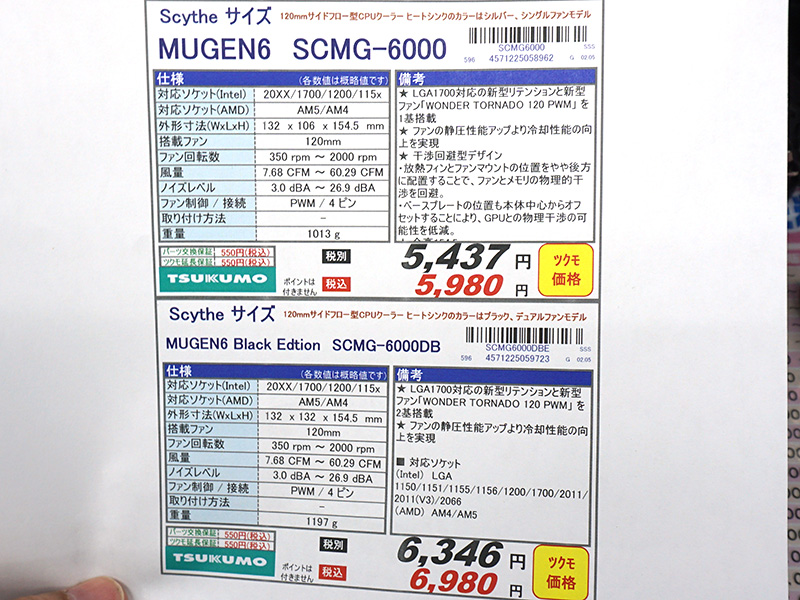 Scythe サイズ 120mmサイドフロー型CPUクーラー ヒートシンクのカラーはシルバー、シングルファンモデル
MUGEN6 SCMG-6000
SCMG6000 SSS
596 4571225058962 G 02.05
仕様 (各数値は概略値です)
対応ソケット(Intel) 20XX/1700/1200/115x
対応ソケット(AMD) AM5/AM4
外形寸法(WxLxH) 132 x 106 x 154.5 mm
搭載ファン 120mm
ファン回転数 350 rpm ～ 2000 rpm
風量 7.68 CFM ～ 60.29 CFM
ノイズレベル 3.0 dBA ～ 26.9 dBA
ファン制御 / 接続 PWM / 4 ピン
取り付け方法 -
重量 1013 g
備考
★ LGA1700対応の新型リテンションと新型
ファン「WONDER TORNADO 120 PWM」 を
1基搭載
★ ファンの静圧性能アップより冷却性能の向
上を実現
★ 干渉回避型デザイン
・放熱フィンとファンマウントの位置をやや後方
に配置することで、ファンとメモリの物理的干
渉を回避。
・ベースプレートの位置も本体中心からオフ
セットすることにより、GPUとの物理干渉の可
能性を低減。
パーツ交換保証 550円(税込)
ツクモ延長保証 550円(税込)
TSUKUMO
ポイントは
付きません
税別 5,437 円
税込 5,980 円
ツクモ
価格
Scythe サイズ 120mmサイドフロー型CPUクーラー ヒートシンクのカラーはブラック、デュアルファンモデル
MUGEN6 Black Edtion SCMG-6000DB
SCMG6000DBE SSS
596 4571225059723 G 02.05
仕様 (各数値は概略値です)
対応ソケット(Intel) 20XX/1700/1200/115x
対応ソケット(AMD) AM5/AM4
外形寸法(WxLxH) 132 x 132 x 154.5 mm
搭載ファン 120mm
ファン回転数 350 rpm ～ 2000 rpm
風量 7.68 CFM ～ 60.29 CFM
ノイズレベル 3.0 dBA ～ 26.9 dBA
ファン制御 / 接続 PWM / 4 ピン
取り付け方法 -
重量 1197 g
備考
★ LGA1700対応の新型リテンションと新型
ファン「WONDER TORNADO 120 PWM」 を
2基搭載
★ ファンの静圧性能アップより冷却性能の向
上を実現
■ 対応ソケット
(Intel) LGA
1150/1151/1155/1156/1200/1700/2011/
2011(V3)/2066
(AMD) AM4/AM5
パーツ交換保証 550円(税込)
ツクモ延長保証 550円(税込)
TSUKUMO
ポイントは
付きません
税別 6,346 円
税込 6,980 円
ツクモ
価格